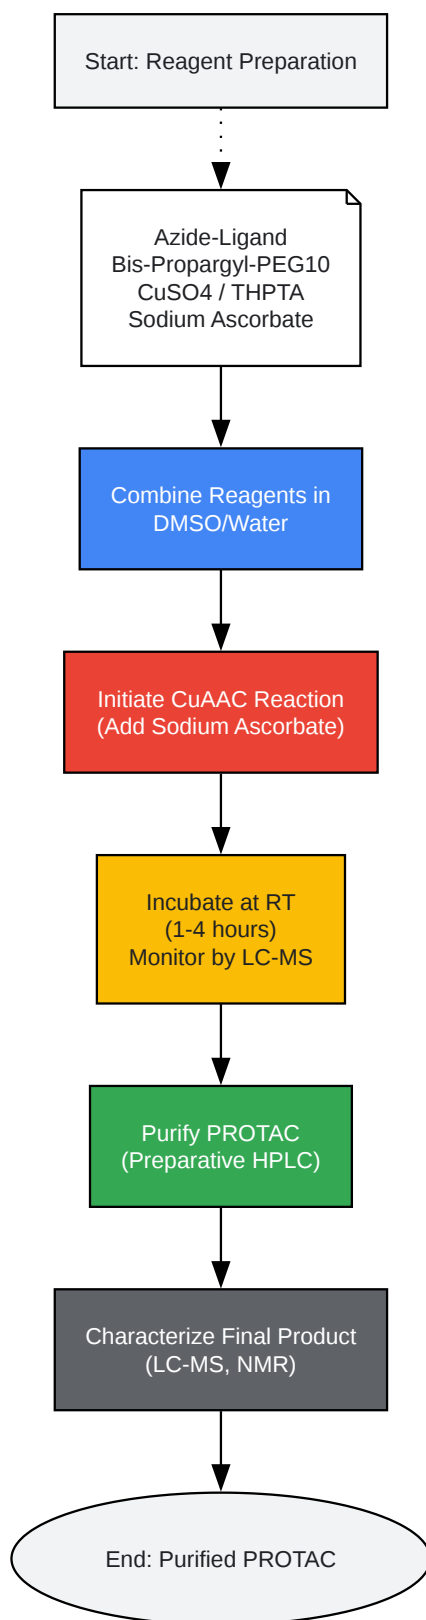 Start: Reagent Preparation
Azide-Ligand
Bis-Propargyl-PEG10
CuSO4 / THPTA
Sodium Ascorbate
Combine Reagents in
DMSO/Water
Initiate CuAAC Reaction
(Add Sodium Ascorbate)
Incubate at RT
(1-4 hours)
Monitor by LC-MS
Purify PROTAC
(Preparative HPLC)
Characterize Final Product
(LC-MS, NMR)
End: Purified PROTAC